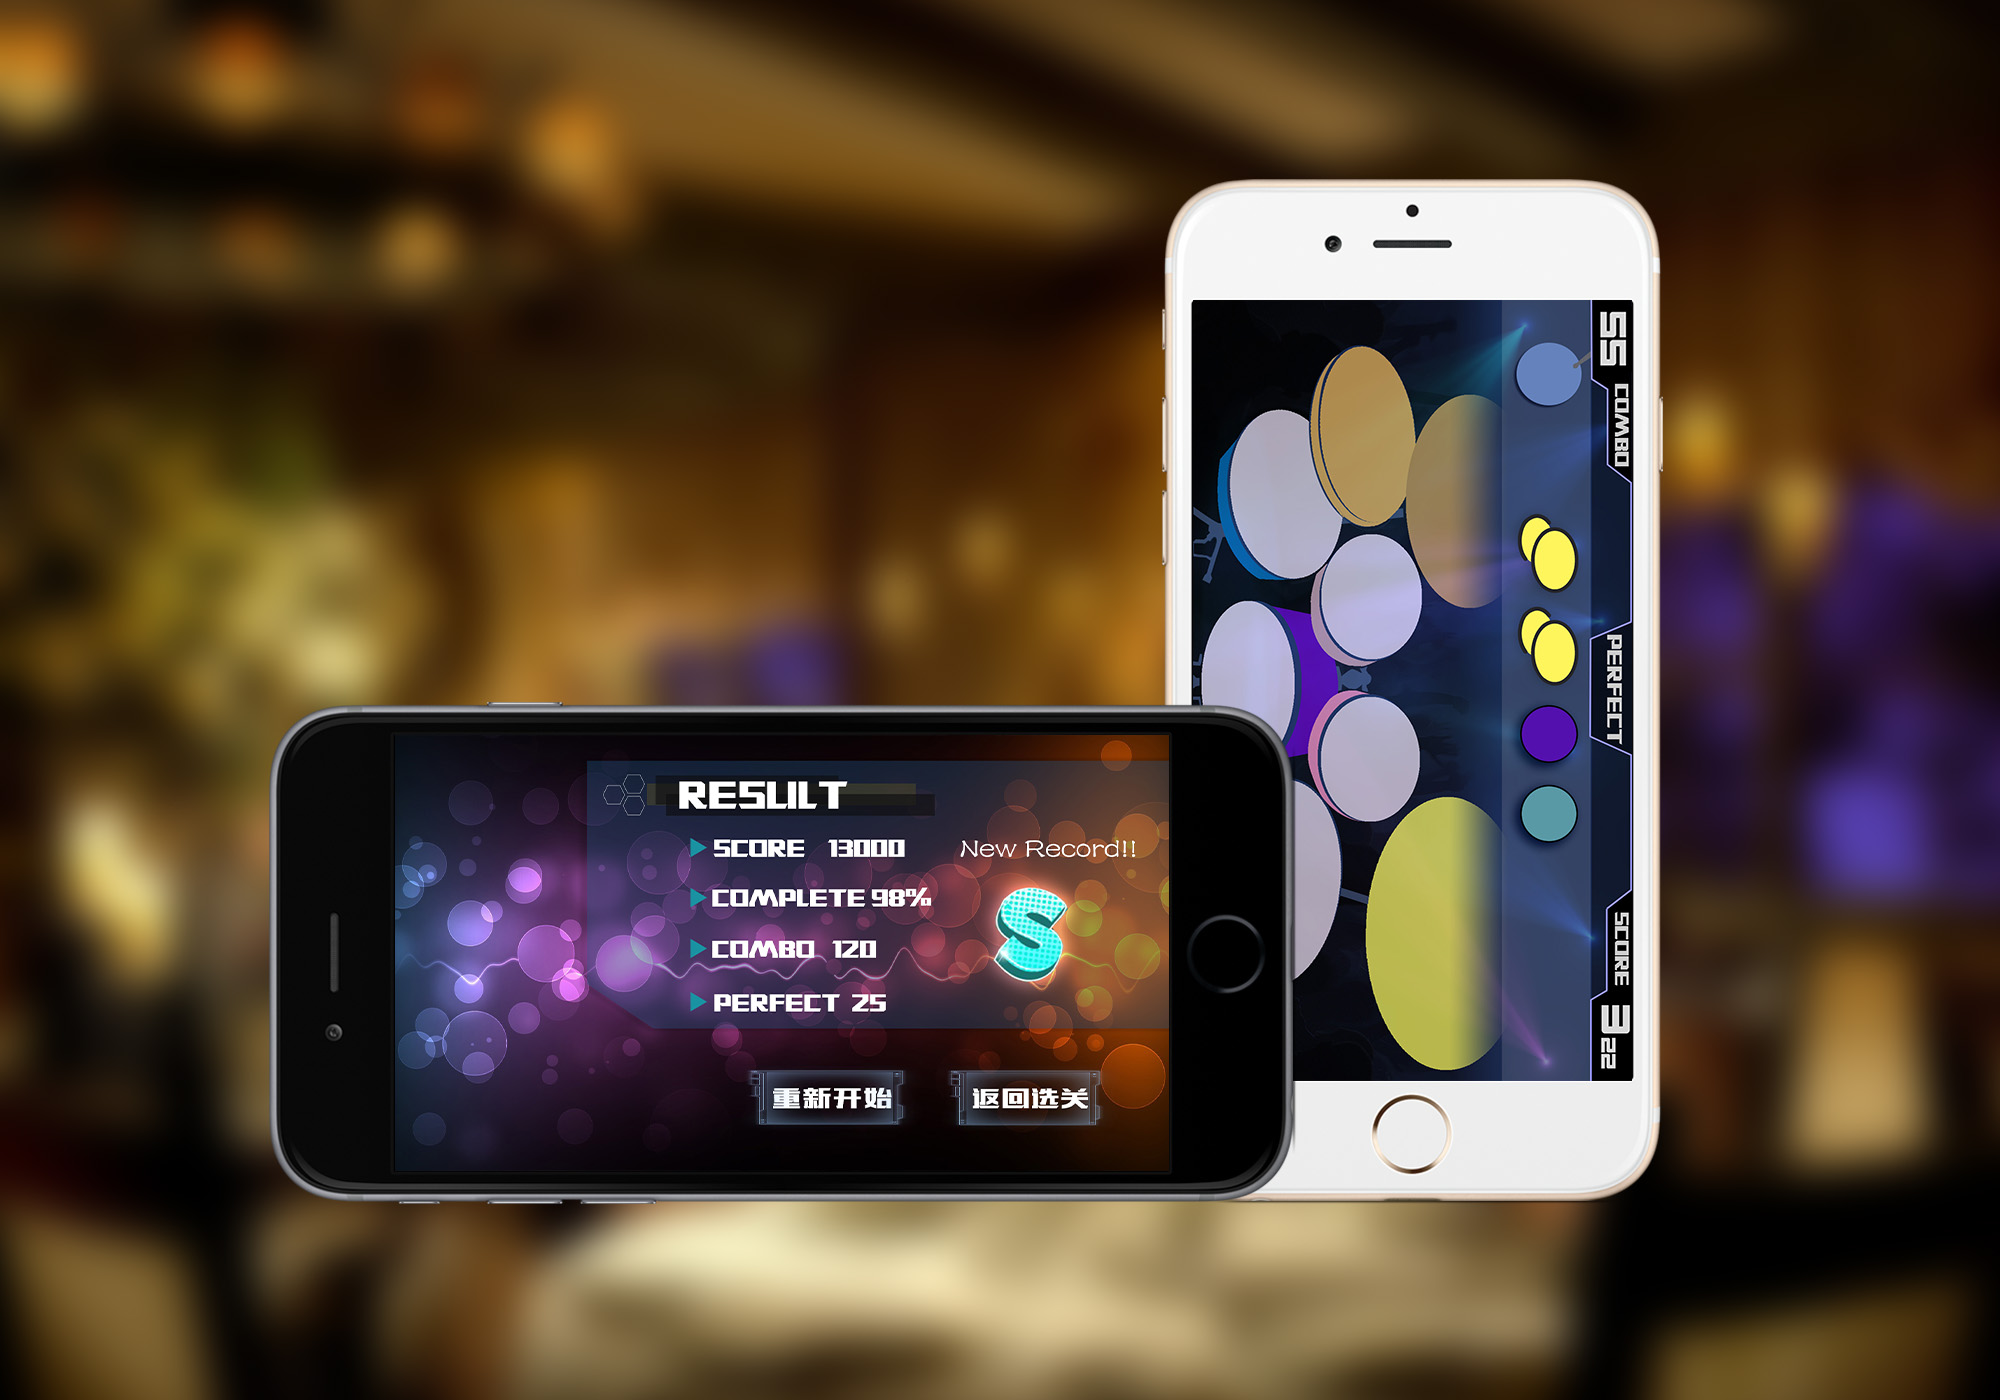 RESULT
SCORE 13000
New Record!!
COMPLETE 98%
S
COMBO 120
PERFECT 25
重新开始
返回选关
55 COMBO
PERFECT
SCORE 322